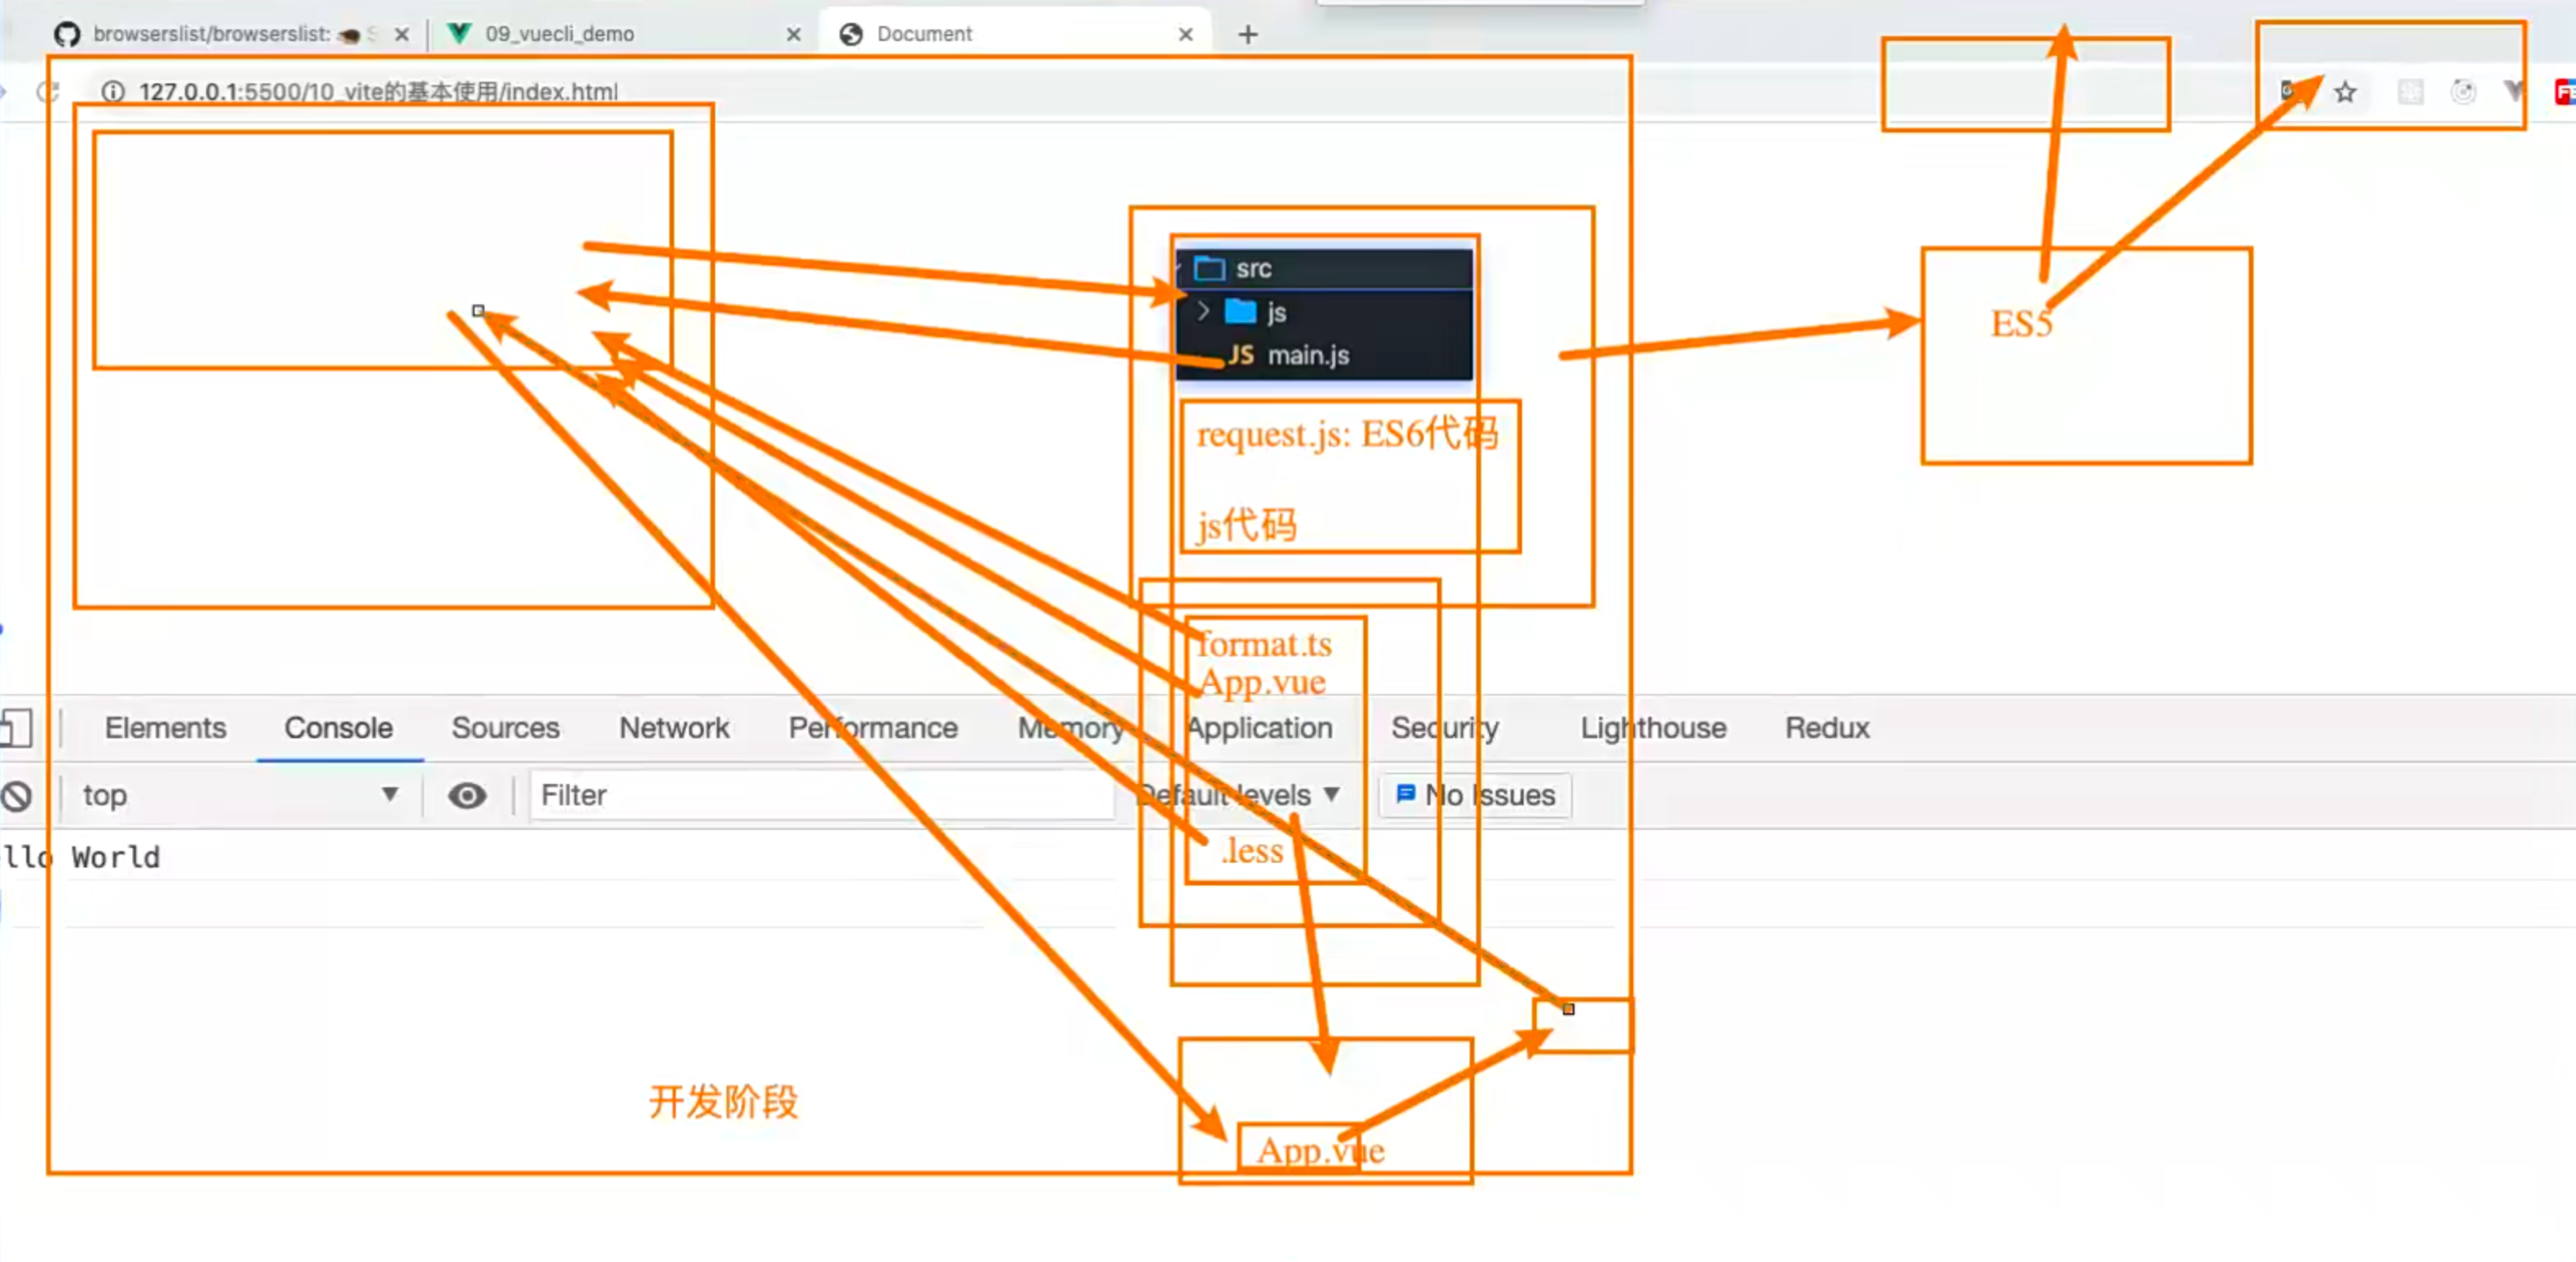 browserslist/browserslist: S
09_vuecli_demo
Document
127.0.0.1:5500/10_vite的基本使用/index.html
src
js
JS main.js
ES5
request.js: ES6代码
js代码
format.ts
App.vue
Elements Console Sources Network Performance Memory Application Security Lighthouse Redux
top Filter Default levels No Issues
.less
llo World
开发阶段
App.vue